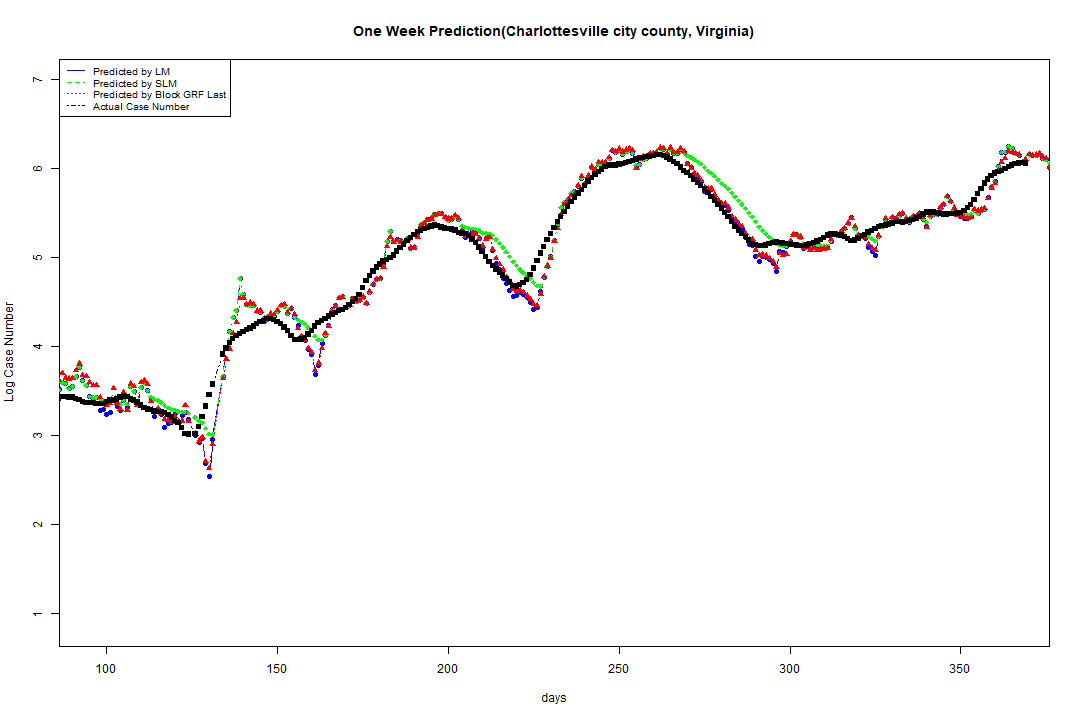 One Week Prediction(Charlottesville city county, Virginia)
Predicted by LM
Predicted by SLM
Predicted by Block GRF Last
Actual Case Number
7
6
5
4
3
2
1
Log Case Number
100 150 200 250 300 350
days